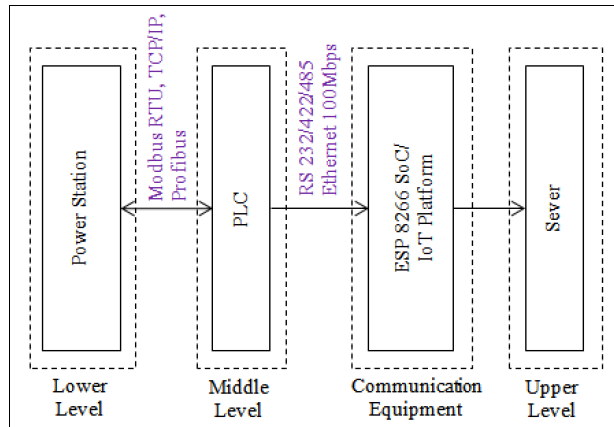 Power Station
Modbus RTU, TCP/IP,
Profibus
PLC
RS 232/422/485
Ethernet 100Mbps
ESP 8266 SoC/
IoT Platform
Sever
Lower
Level
Middle
Level
Communication
Equipment
Upper
Level